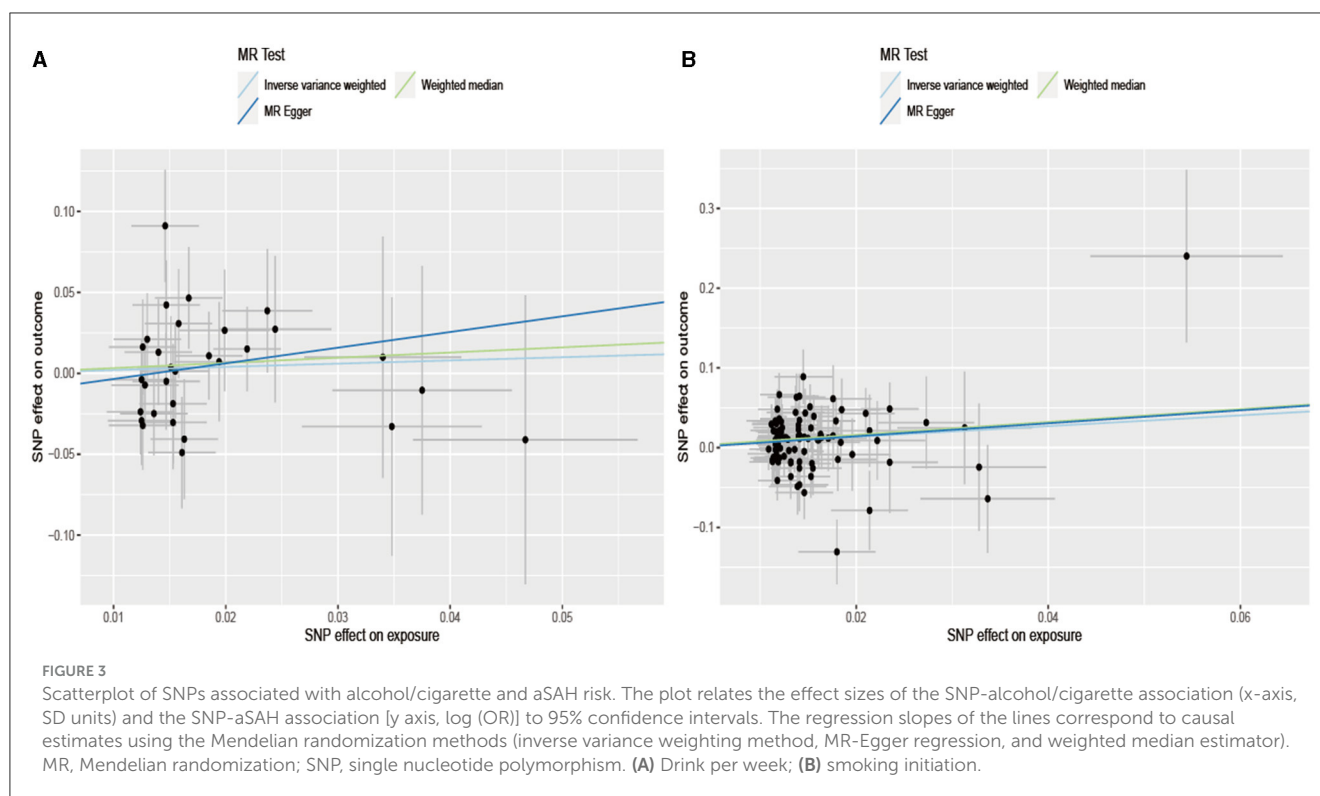 A
MR Test
Inverse variance weighted
Weighted median
MR Egger
SNP effect on outcome
0.10
0.05
0.00
−0.05
−0.10
0.01
0.02
0.03
0.04
0.05
SNP effect on exposure
B
MR Test
Inverse variance weighted
Weighted median
MR Egger
SNP effect on outcome
0.3
0.2
0.1
0.0
−0.1
0.02
0.04
0.06
SNP effect on exposure
FIGURE 3
Scatterplot of SNPs associated with alcohol/cigarette and aSAH risk. The plot relates the effect sizes of the SNP-alcohol/cigarette association (x-axis,
SD units) and the SNP-aSAH association [y axis, log (OR)] to 95% confidence intervals. The regression slopes of the lines correspond to causal
estimates using the Mendelian randomization methods (inverse variance weighting method, MR-Egger regression, and weighted median estimator).
MR, Mendelian randomization; SNP, single nucleotide polymorphism. (A) Drink per week; (B) smoking initiation.